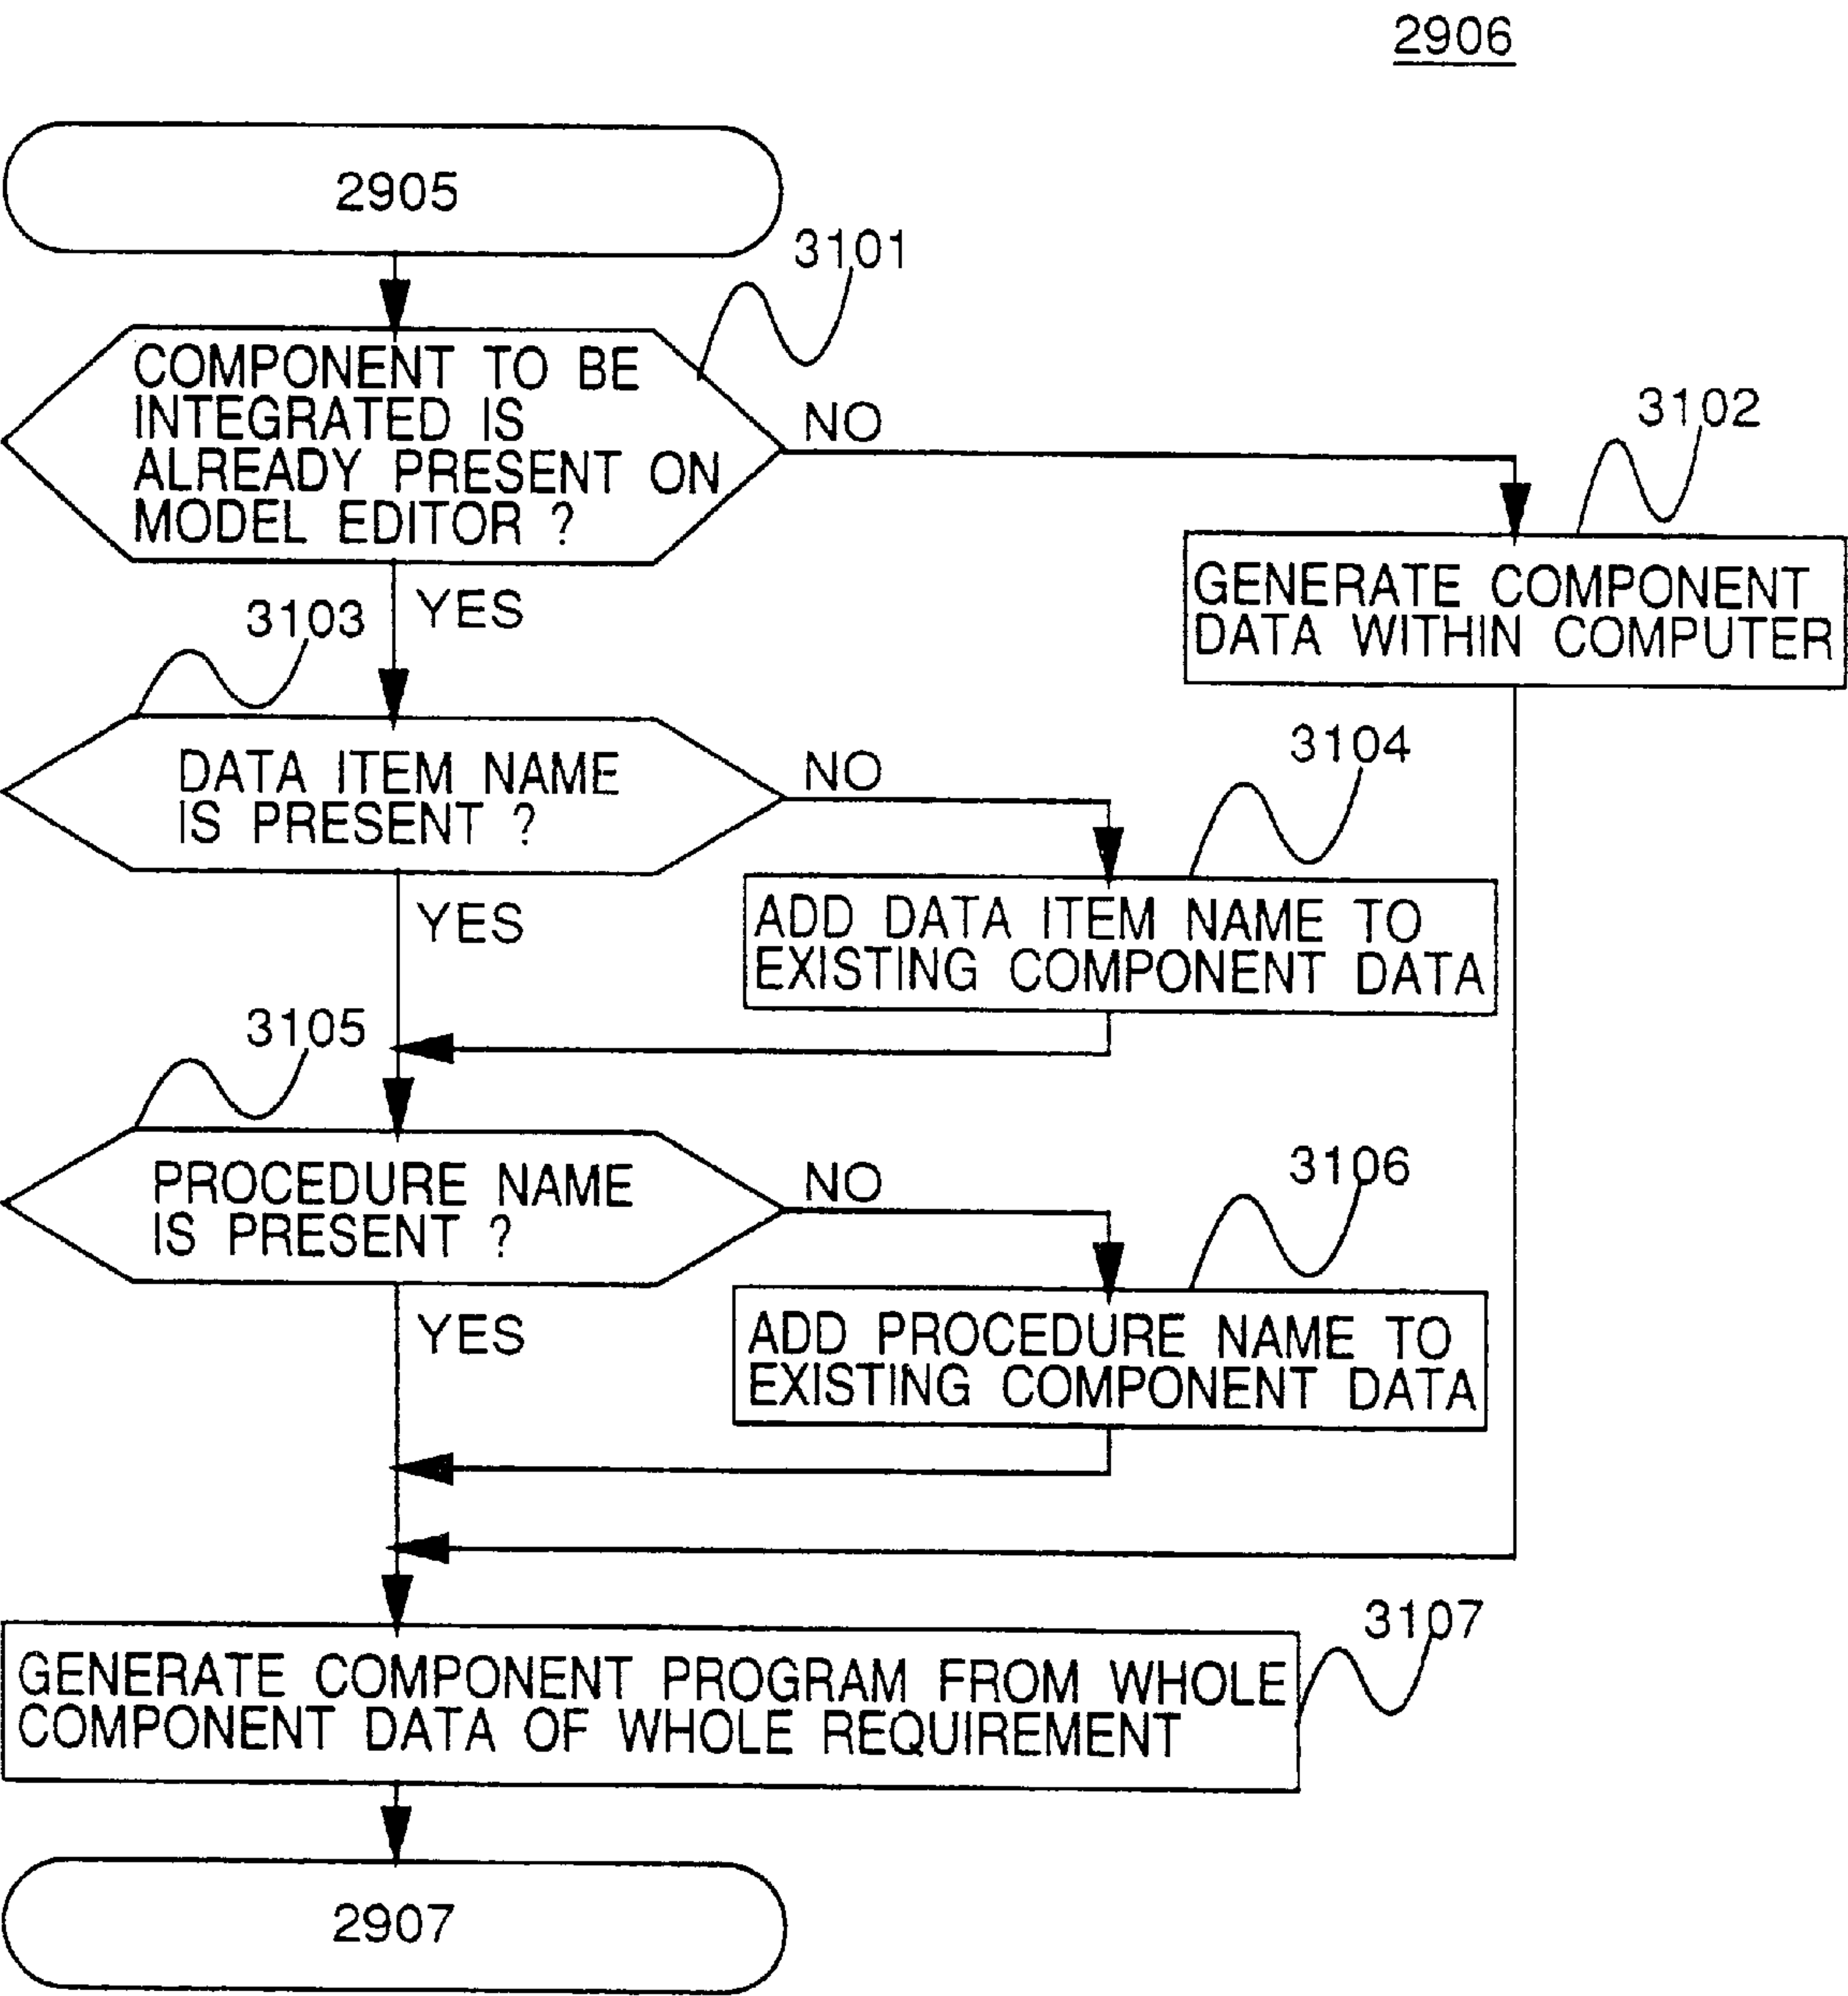 2906
2905
3101
COMPONENT TO BE
INTEGRATED IS
ALREADY PRESENT ON
MODEL EDITOR ?
NO
3102
YES
GENERATE COMPONENT
DATA WITHIN COMPUTER
3103
DATA ITEM NAME
IS PRESENT ?
NO
3104
YES
ADD DATA ITEM NAME TO
EXISTING COMPONENT DATA
3105
PROCEDURE NAME
IS PRESENT ?
NO
3106
YES
ADD PROCEDURE NAME TO
EXISTING COMPONENT DATA
3107
GENERATE COMPONENT PROGRAM FROM WHOLE
COMPONENT DATA OF WHOLE REQUIREMENT
2907